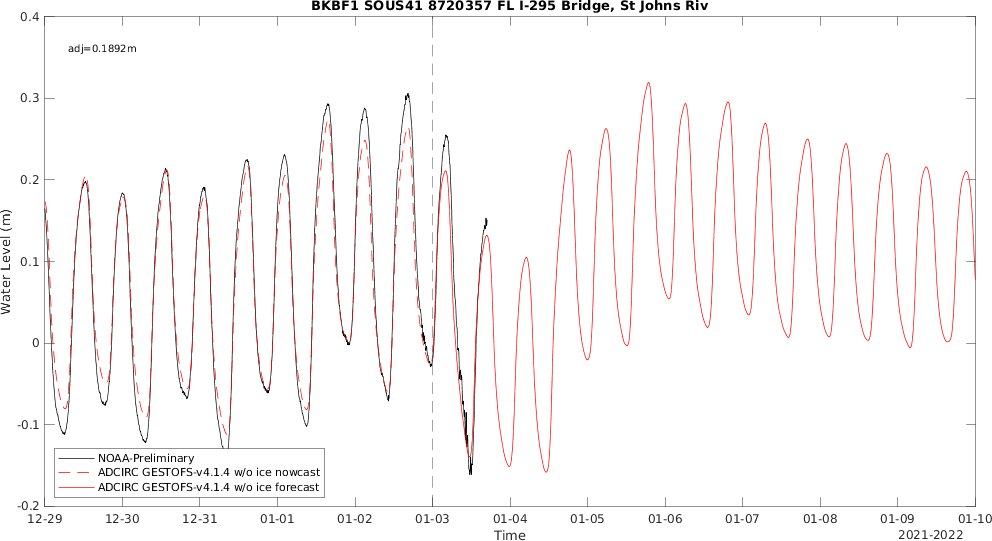 BKBF1 SOUS41 8720357 FL I-295 Bridge, St Johns Riv
adj=0.1892m
0.4
0.3
0.2
0.1
0
-0.1
-0.2
Water Level (m)
NOAA-Preliminary
ADCIRC GESTOFS-v4.1.4 w/o ice nowcast
ADCIRC GESTOFS-v4.1.4 w/o ice forecast
12-29 12-30 12-31 01-01 01-02 01-03 01-04 01-05 01-06 01-07 01-08 01-09 01-10
Time
2021-2022